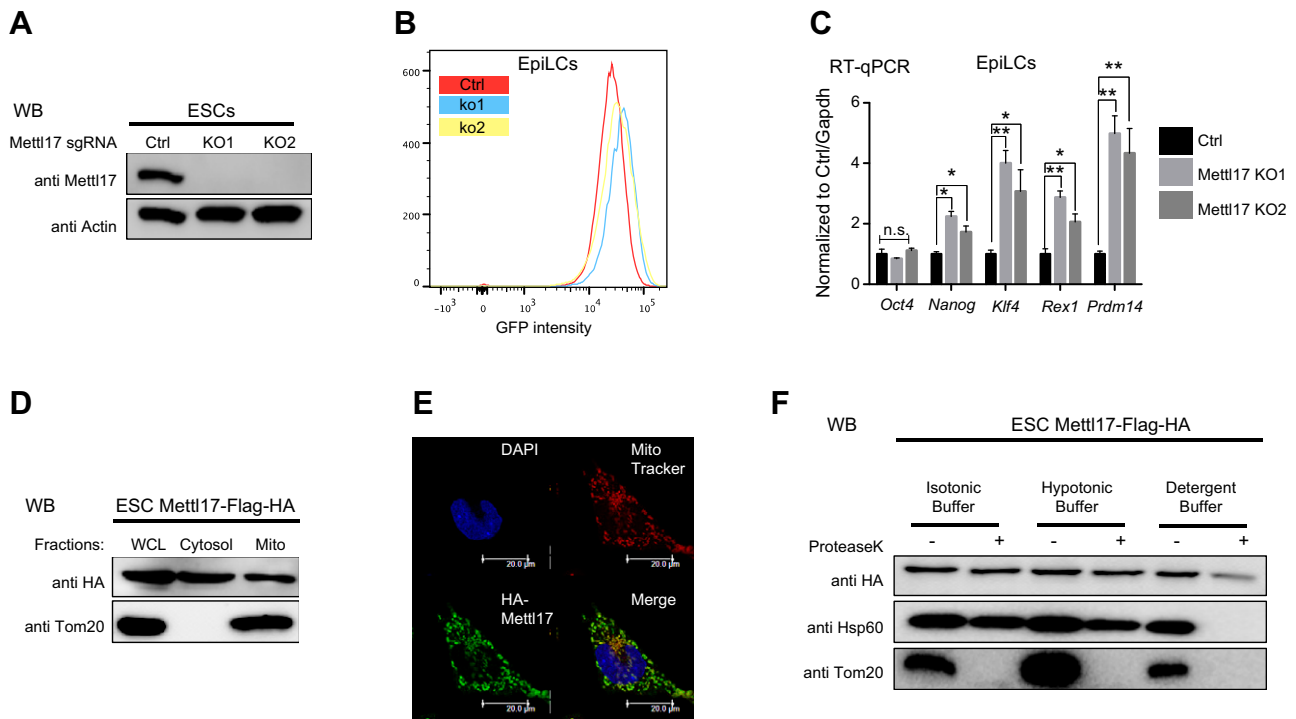 A
WB
ESCs
Mettl17 sgRNA
Ctrl
KO1
KO2
anti Mettl17
anti Actin
B
EpiLCs
Ctrl
ko1
ko2
600
400
200
0
-10³
0
10³
10⁴
10⁵
GFP intensity
C
RT-qPCR
EpiLCs
Normalized to Ctrl/Gapdh
6
4
2
0
n.s.
*
*
**
*
**
*
**
**
Oct4
Nanog
Klf4
Rex1
Prdm14
Ctrl
Mettl17 KO1
Mettl17 KO2
D
WB
ESC Mettl17-Flag-HA
Fractions:
WCL
Cytosol
Mito
anti HA
anti Tom20
E
DAPI
Mito
Tracker
20.0 µm
20.0 µm
HA-
Mettl17
Merge
20.0 µm
20.0 µm
F
WB
ESC Mettl17-Flag-HA
Isotonic
Buffer
Hypotonic
Buffer
Detergent
Buffer
ProteaseK
-
+
-
+
-
+
anti HA
anti Hsp60
anti Tom20